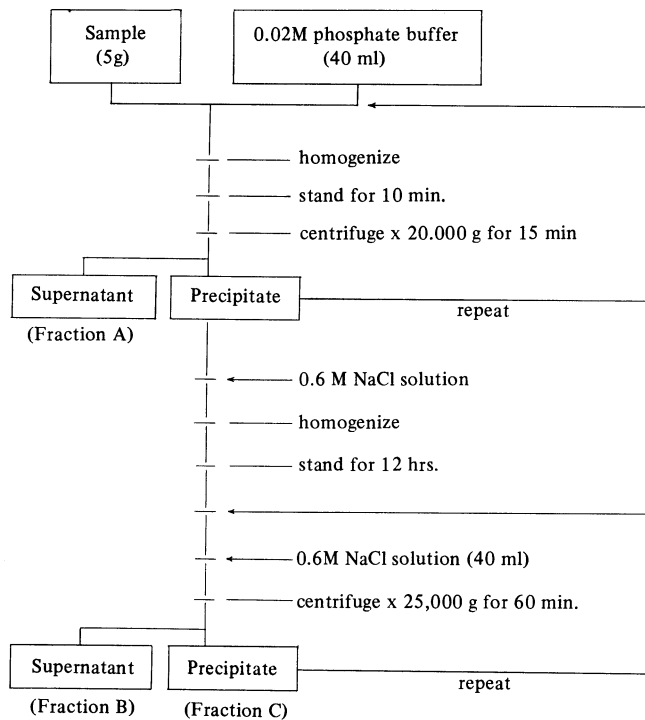 Sample
(5g)
0.02M phosphate buffer
(40 ml)
homogenize
stand for 10 min.
centrifuge x 20.000 g for 15 min
Supernatant
Precipitate
(Fraction A)
repeat
0.6 M NaCl solution
homogenize
stand for 12 hrs.
0.6M NaCl solution (40 ml)
centrifuge x 25,000 g for 60 min.
Supernatant
Precipitate
(Fraction B)
(Fraction C)
repeat